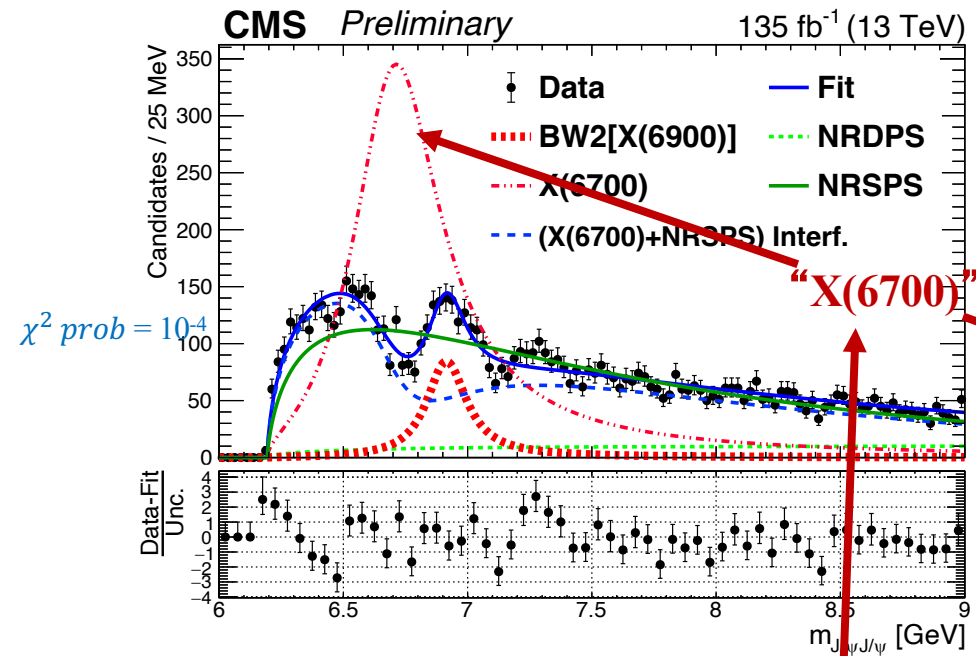 CMS Preliminary 135 fb⁻¹ (13 TeV)
Candidates / 25 MeV
350
300
250
200
150
100
50
0
Data
Fit
BW2[X(6900)]
NRDPS
X(6700)
NRSPS
(X(6700)+NRSPS) Interf.
“X(6700)”
χ² prob = 10⁻⁴
Data-Fit
Unc.
4
3
2
1
0
−1
−2
−3
−4
6 6.5 7 7.5 8 8.5 9
m J/ψJ/ψ [GeV]